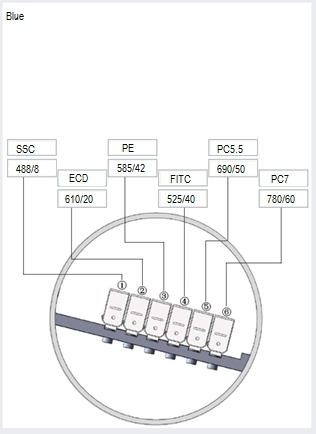 Blue
SSC
488/8
ECD
610/20
PE
585/42
FITC
525/40
PC5.5
690/50
PC7
780/60
① ② ③ ④ ⑤ ⑥